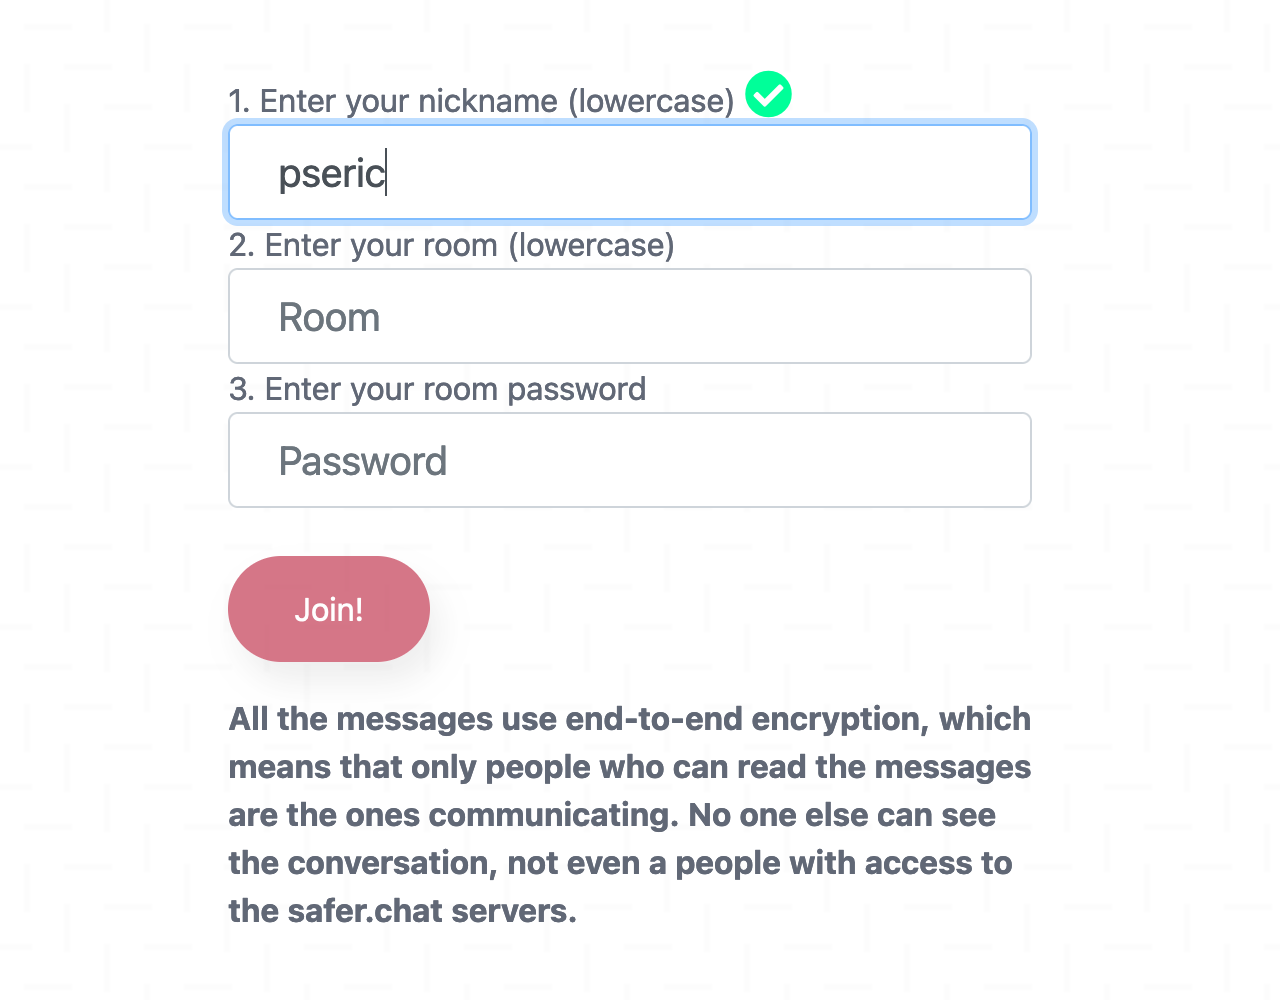 1. Enter your nickname (lowercase)
pseric
2. Enter your room (lowercase)
Room
3. Enter your room password
Password
Join!
All the messages use end-to-end encryption, which
means that only people who can read the messages
are the ones communicating. No one else can see
the conversation, not even a people with access to
the safer.chat servers.